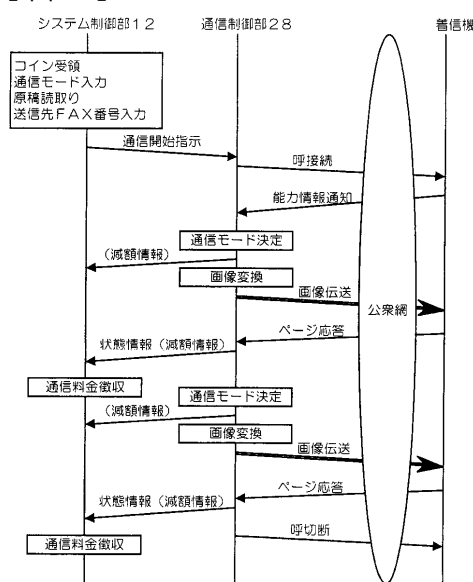 システム制御部12
通信制御部28
着信機
コイン受領
通信モード入力
原稿読取り
送信先FAX番号入力
通信開始指示
呼接続
能力情報通知
通信モード決定
(減額情報)
画像変換
画像伝送
公衆網
ページ応答
状態情報(減額情報)
通信料金徴収
通信モード決定
(減額情報)
画像変換
画像伝送
ページ応答
状態情報(減額情報)
呼切断
通信料金徴収